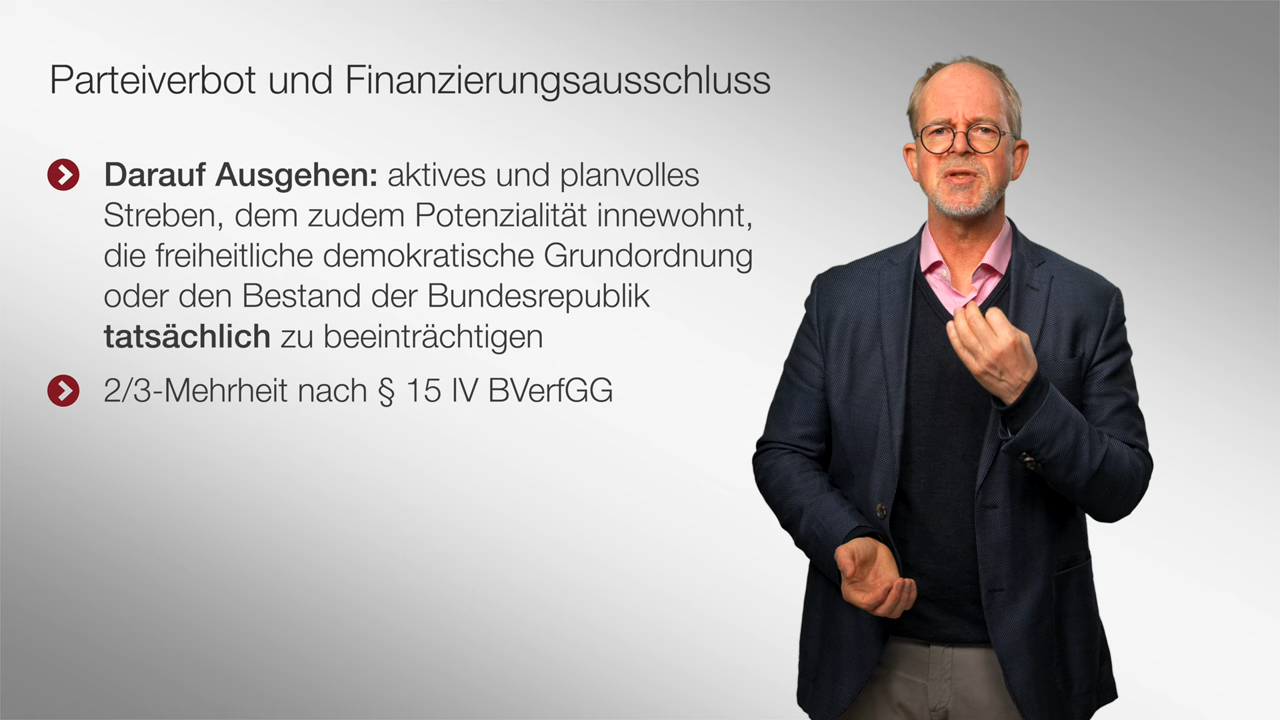 Parteiverbot und Finanzierungsausschluss
Darauf Ausgehen: aktives und planvolles
Streben, dem zudem Potenzialität innewohnt,
die freiheitliche demokratische Grundordnung
oder den Bestand der Bundesrepublik
tatsächlich zu beeinträchtigen
2/3-Mehrheit nach § 15 IV BVerfGG